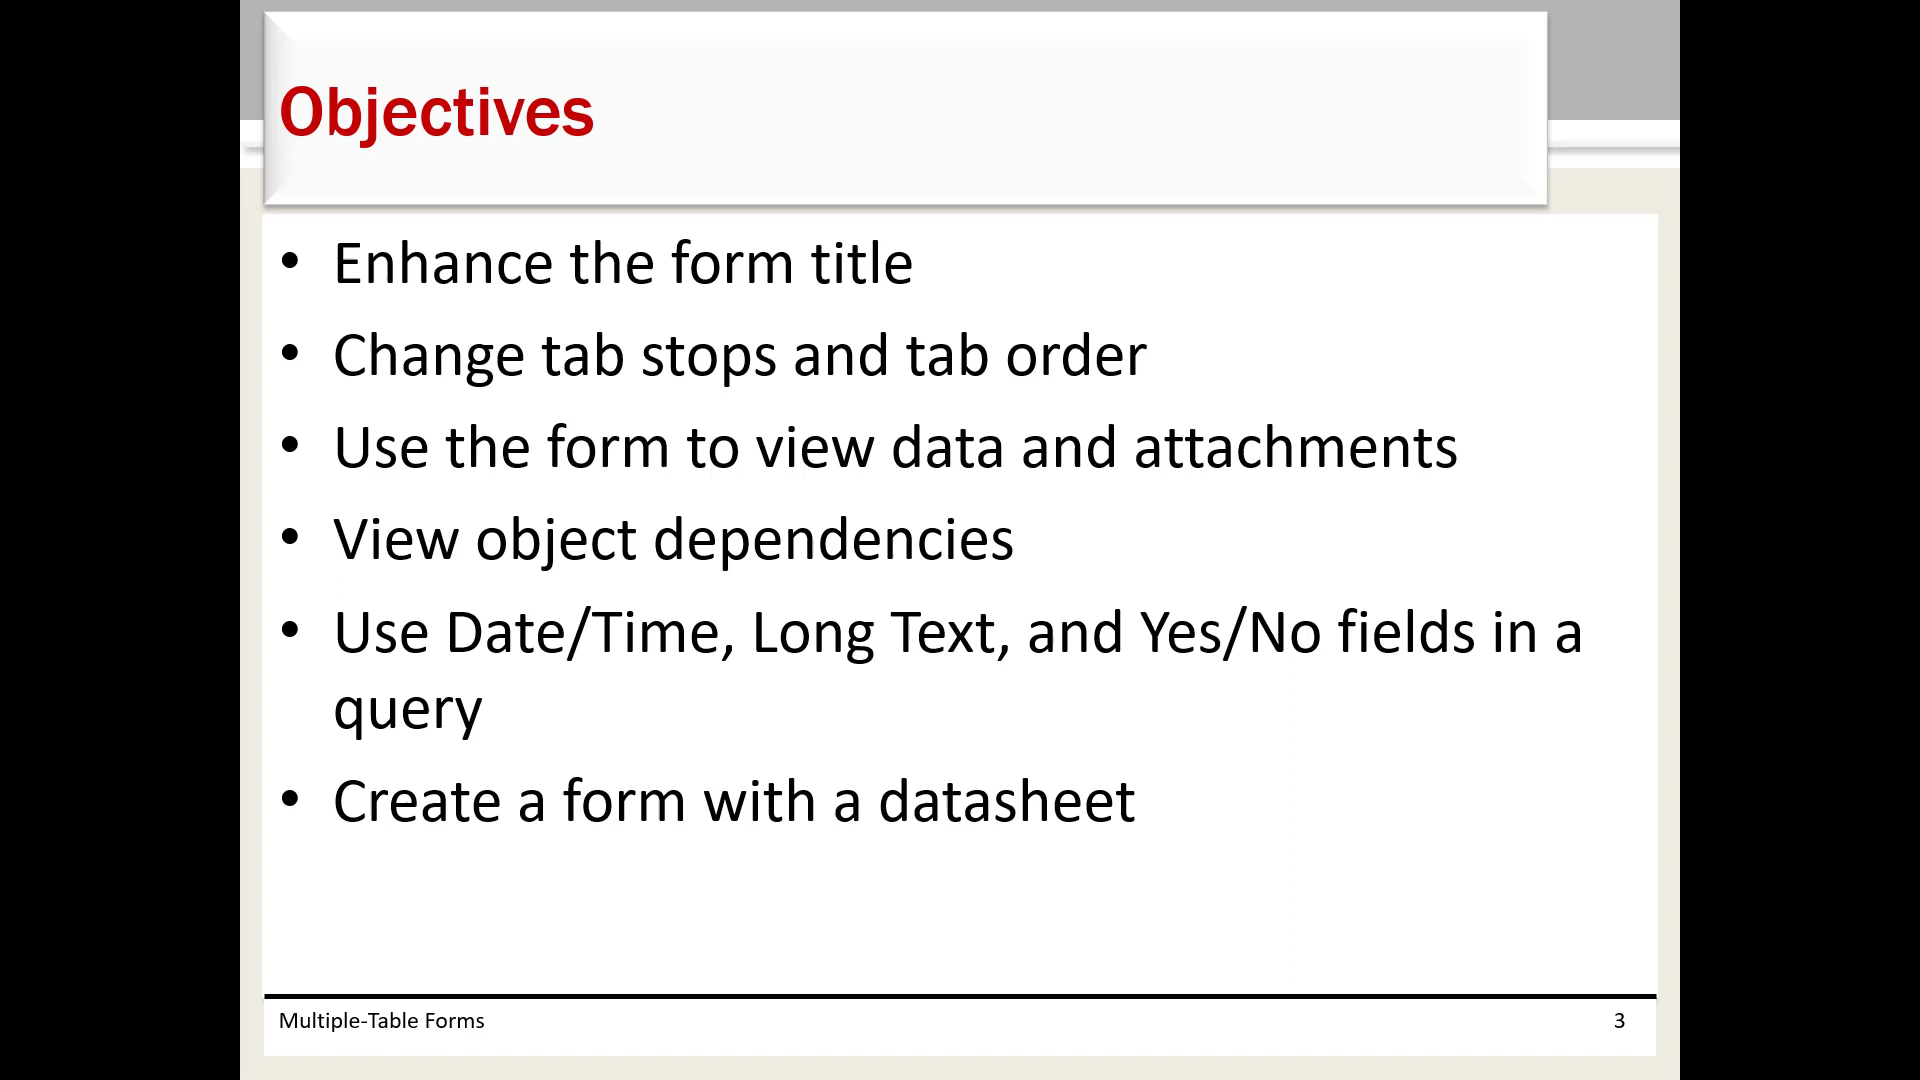 Objectives
• Enhance the form title
• Change tab stops and tab order
• Use the form to view data and attachments
• View object dependencies
• Use Date/Time, Long Text, and Yes/No fields in a
query
• Create a form with a datasheet
Multiple-Table Forms 3